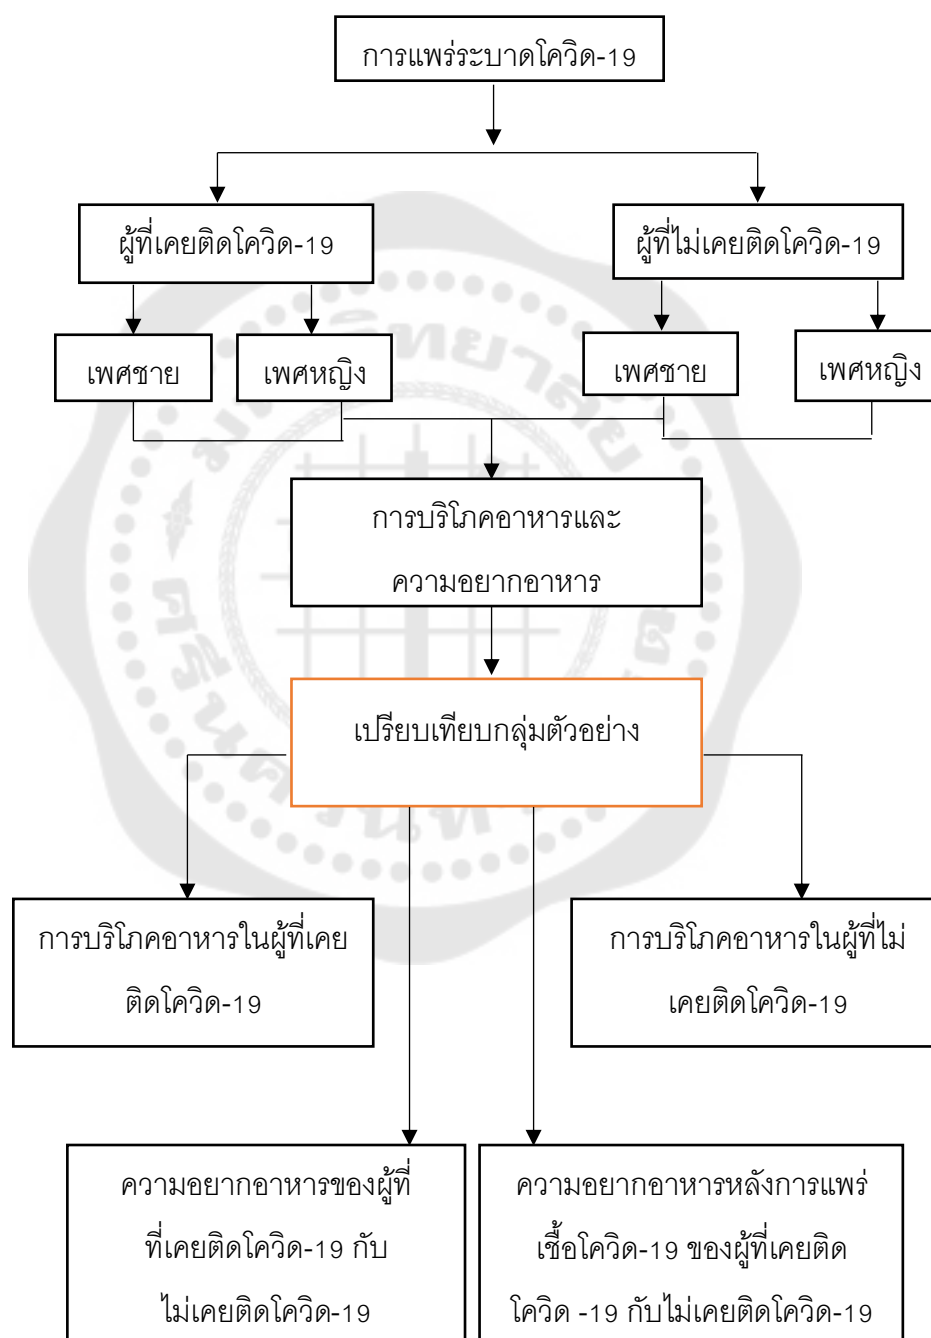 การแพร่ระบาดโควิด-19
ผู้ที่เคยติดโควิด-19
ผู้ที่ไม่เคยติดโควิด-19
เพศชาย
เพศหญิง
เพศชาย
เพศหญิง
การบริโภคอาหารและ
ความอยากอาหาร
เปรียบเทียบกลุ่มตัวอย่าง
การบริโภคอาหารในผู้ที่เคย
ติดโควิด-19
การบริโภคอาหารในผู้ที่ไม่
เคยติดโควิด-19
ความอยากอาหารของผู้ที่
ที่เคยติดโควิด-19 กับ
ไม่เคยติดโควิด-19
ความอยากอาหารหลังการแพร่
เชื้อโควิด-19 ของผู้ที่เคยติด
โควิด -19 กับไม่เคยติดโควิด-19